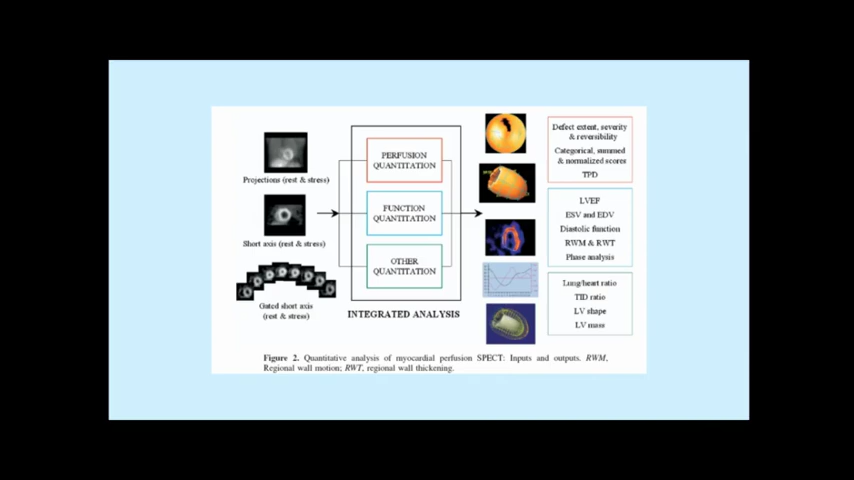 Projections (rest & stress)
Short axis (rest & stress)
Gated short axis
(rest & stress)
PERFUSION
QUANTITATION
FUNCTION
QUANTITATION
OTHER
QUANTITATION
INTEGRATED ANALYSIS
Defect extent, severity
& reversibility
Categorical, summed
& normalized scores
TPD
LVEF
ESV and EDV
Diastolic function
RWM & RWT
Phase analysis
Lung/heart ratio
TID ratio
LV shape
LV mass
Figure 2. Quantitative analysis of myocardial perfusion SPECT: Inputs and outputs. RWM,
Regional wall motion; RWT, regional wall thickening.